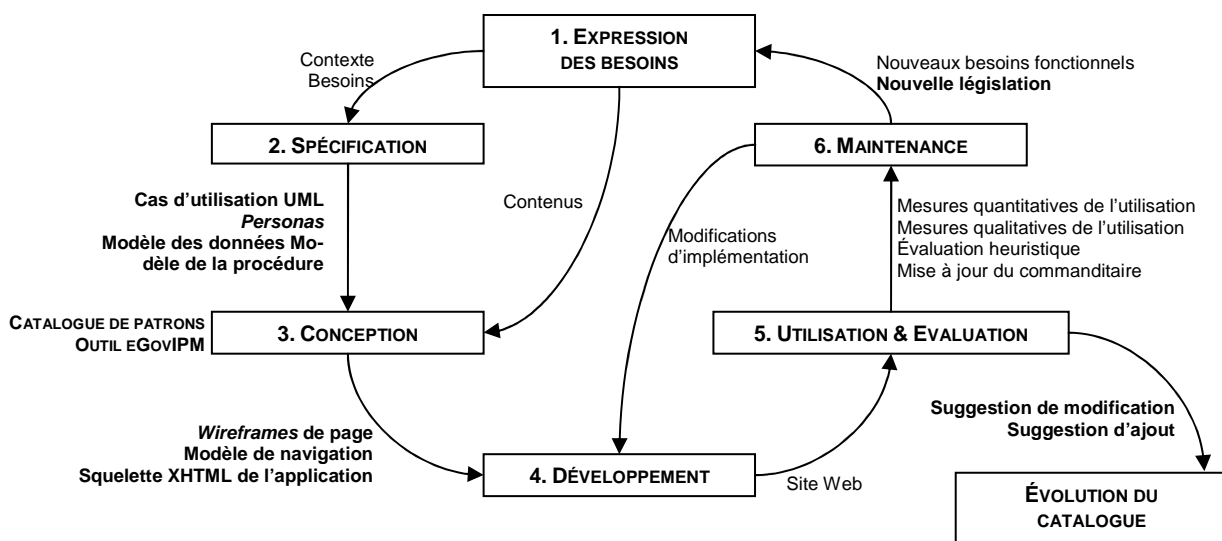 1. EXPRESSION
DES BESOINS
Contexte
Besoins
Nouveaux besoins fonctionnels
Nouvelle législation
2. SPÉCIFICATION
6. MAINTENANCE
Cas d'utilisation UML
Personas
Modèle des données Mo-
dèle de la procédure
Contenus
Modifications
d'implémentation
Mesures quantitatives de l'utilisation
Mesures qualitatives de l'utilisation
Évaluation heuristique
Mise à jour du commanditaire
CATALOGUE DE PATRONS
OUTIL EGOVIPM
3. CONCEPTION
5. UTILISATION & EVALUATION
Wireframes de page
Modèle de navigation
Squelette XHTML de l'application
Suggestion de modification
Suggestion d'ajout
4. DÉVELOPPEMENT
Site Web
ÉVOLUTION DU
CATALOGUE